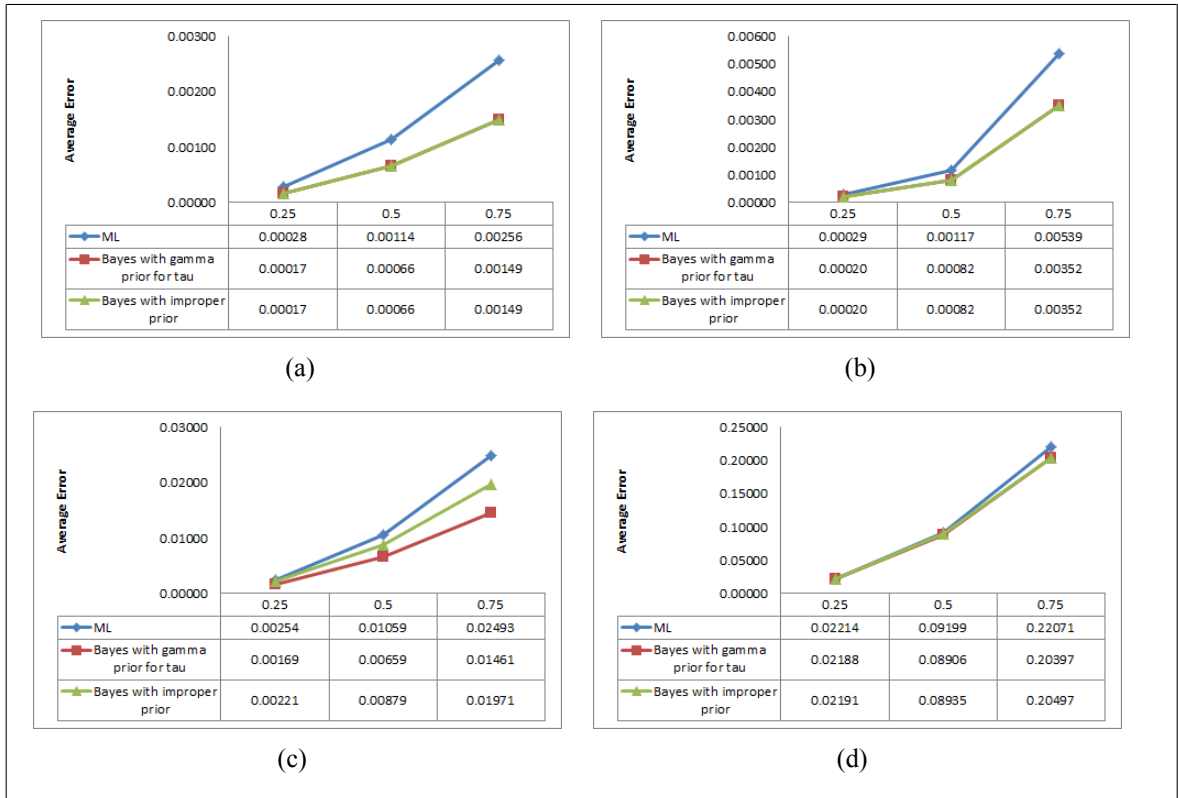 0.00300
0.00200
0.00100
0.00000
Average Error
0.25 0.5 0.75
ML 0.00028 0.00114 0.00256
Bayes with gamma prior for tau 0.00017 0.00066 0.00149
Bayes with improper prior 0.00017 0.00066 0.00149
(a)
0.00600
0.00500
0.00400
0.00300
0.00200
0.00100
0.00000
Average Error
0.25 0.5 0.75
ML 0.00029 0.00117 0.00539
Bayes with gamma prior for tau 0.00020 0.00082 0.00352
Bayes with improper prior 0.00020 0.00082 0.00352
(b)
0.03000
0.02000
0.01000
0.00000
Average Error
0.25 0.5 0.75
ML 0.00254 0.01059 0.02493
Bayes with gamma prior for tau 0.00169 0.00659 0.01461
Bayes with improper prior 0.00221 0.00879 0.01971
(c)
0.25000
0.20000
0.15000
0.10000
0.05000
0.00000
Average Error
0.25 0.5 0.75
ML 0.02214 0.09199 0.22071
Bayes with gamma prior for tau 0.02188 0.08906 0.20397
Bayes with improper prior 0.02191 0.08935 0.20497
(d)